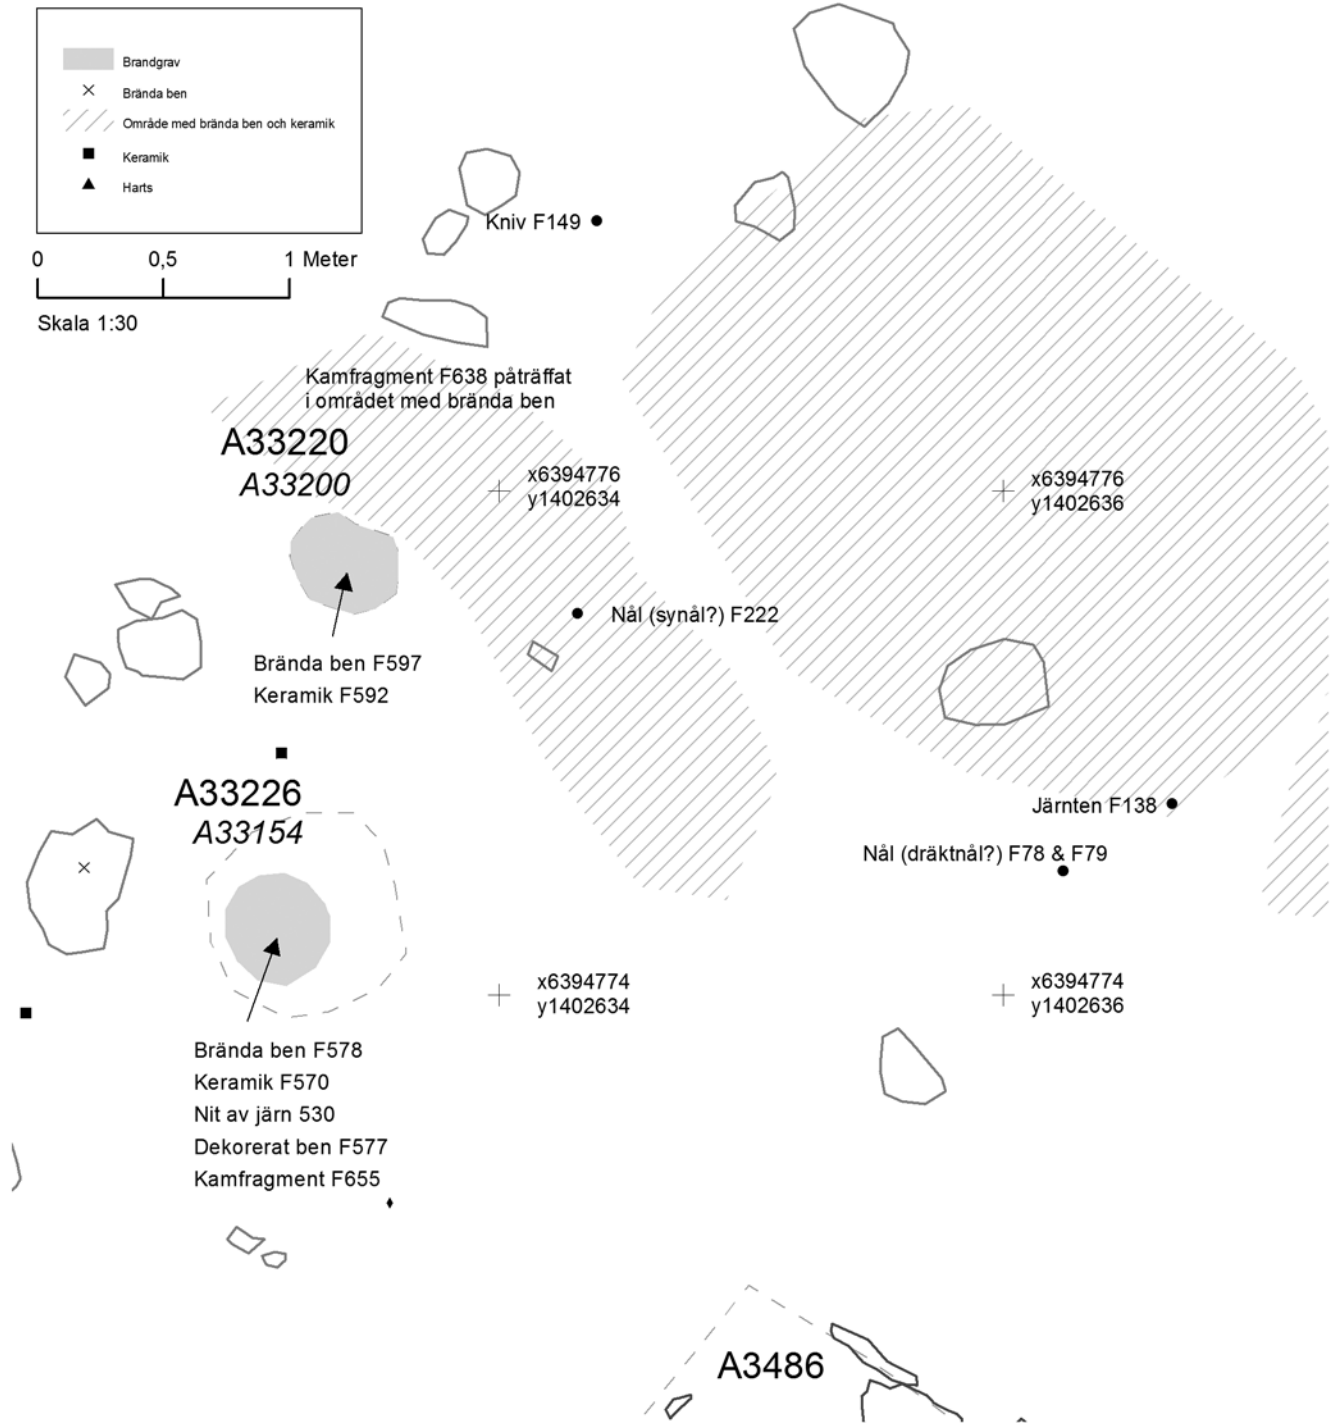 Brandgrav
Brända ben
Område med brända ben och keramik
Keramik
Harts
0 0,5 1 Meter
Skala 1:30
Kniv F149
Kamfragment F638 påträffat
i området med brända ben
A33220
A33200
x6394776
y1402634
x6394776
y1402636
Nål (synål?) F222
Brända ben F597
Keramik F592
A33226
A33154
Järnten F138
Nål (dräktnål?) F78 & F79
x6394774
y1402634
x6394774
y1402636
Brända ben F578
Keramik F570
Nit av järn 530
Dekorerat ben F577
Kamfragment F655
A3486